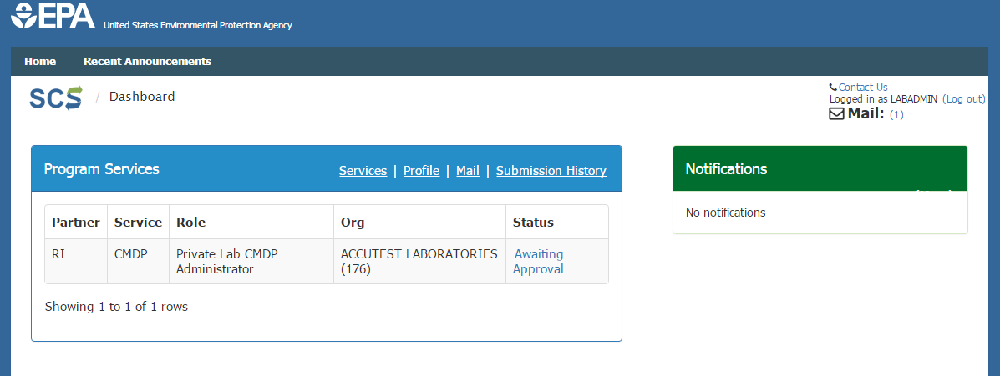 EPA United States Environmental Protection Agency
Home Recent Announcements
SCS / Dashboard
Contact Us
Logged in as LABADMIN (Log out)
Mail: (1)
Program Services Services | Profile | Mail | Submission History
Partner Service Role Org Status
RI CMDP Private Lab CMDP ACCUTEST LABORATORIES Awaiting
Administrator (176) Approval
Showing 1 to 1 of 1 rows
Notifications
No notifications